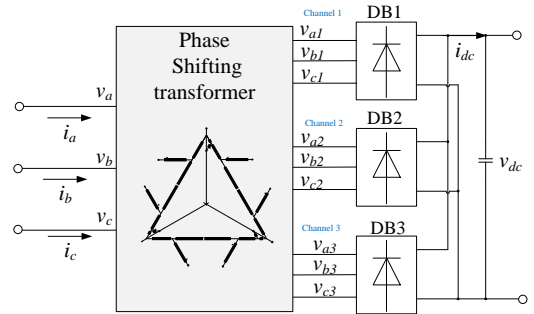 Phase
Shifting
transformer
v_a
i_a
v_b
i_b
v_c
i_c
Channel 1
v_a1
v_b1
v_c1
DB1
i_dc
Channel 2
v_a2
v_b2
v_c2
DB2
v_dc
Channel 3
v_a3
v_b3
v_c3
DB3